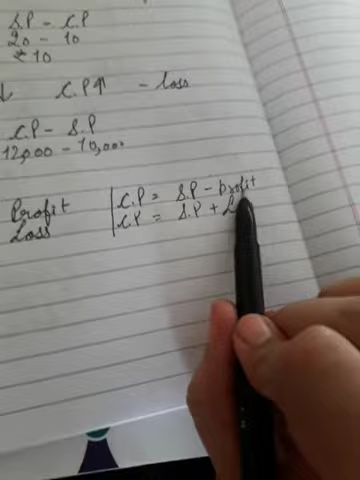 S.P - C.P
20 - 10
₹ 10
↓ C.P↑ - loss
C.P - S.P
12,000 - 10,000
Profit | C.P = S.P - Profit
Loss | C.P = S.P + L